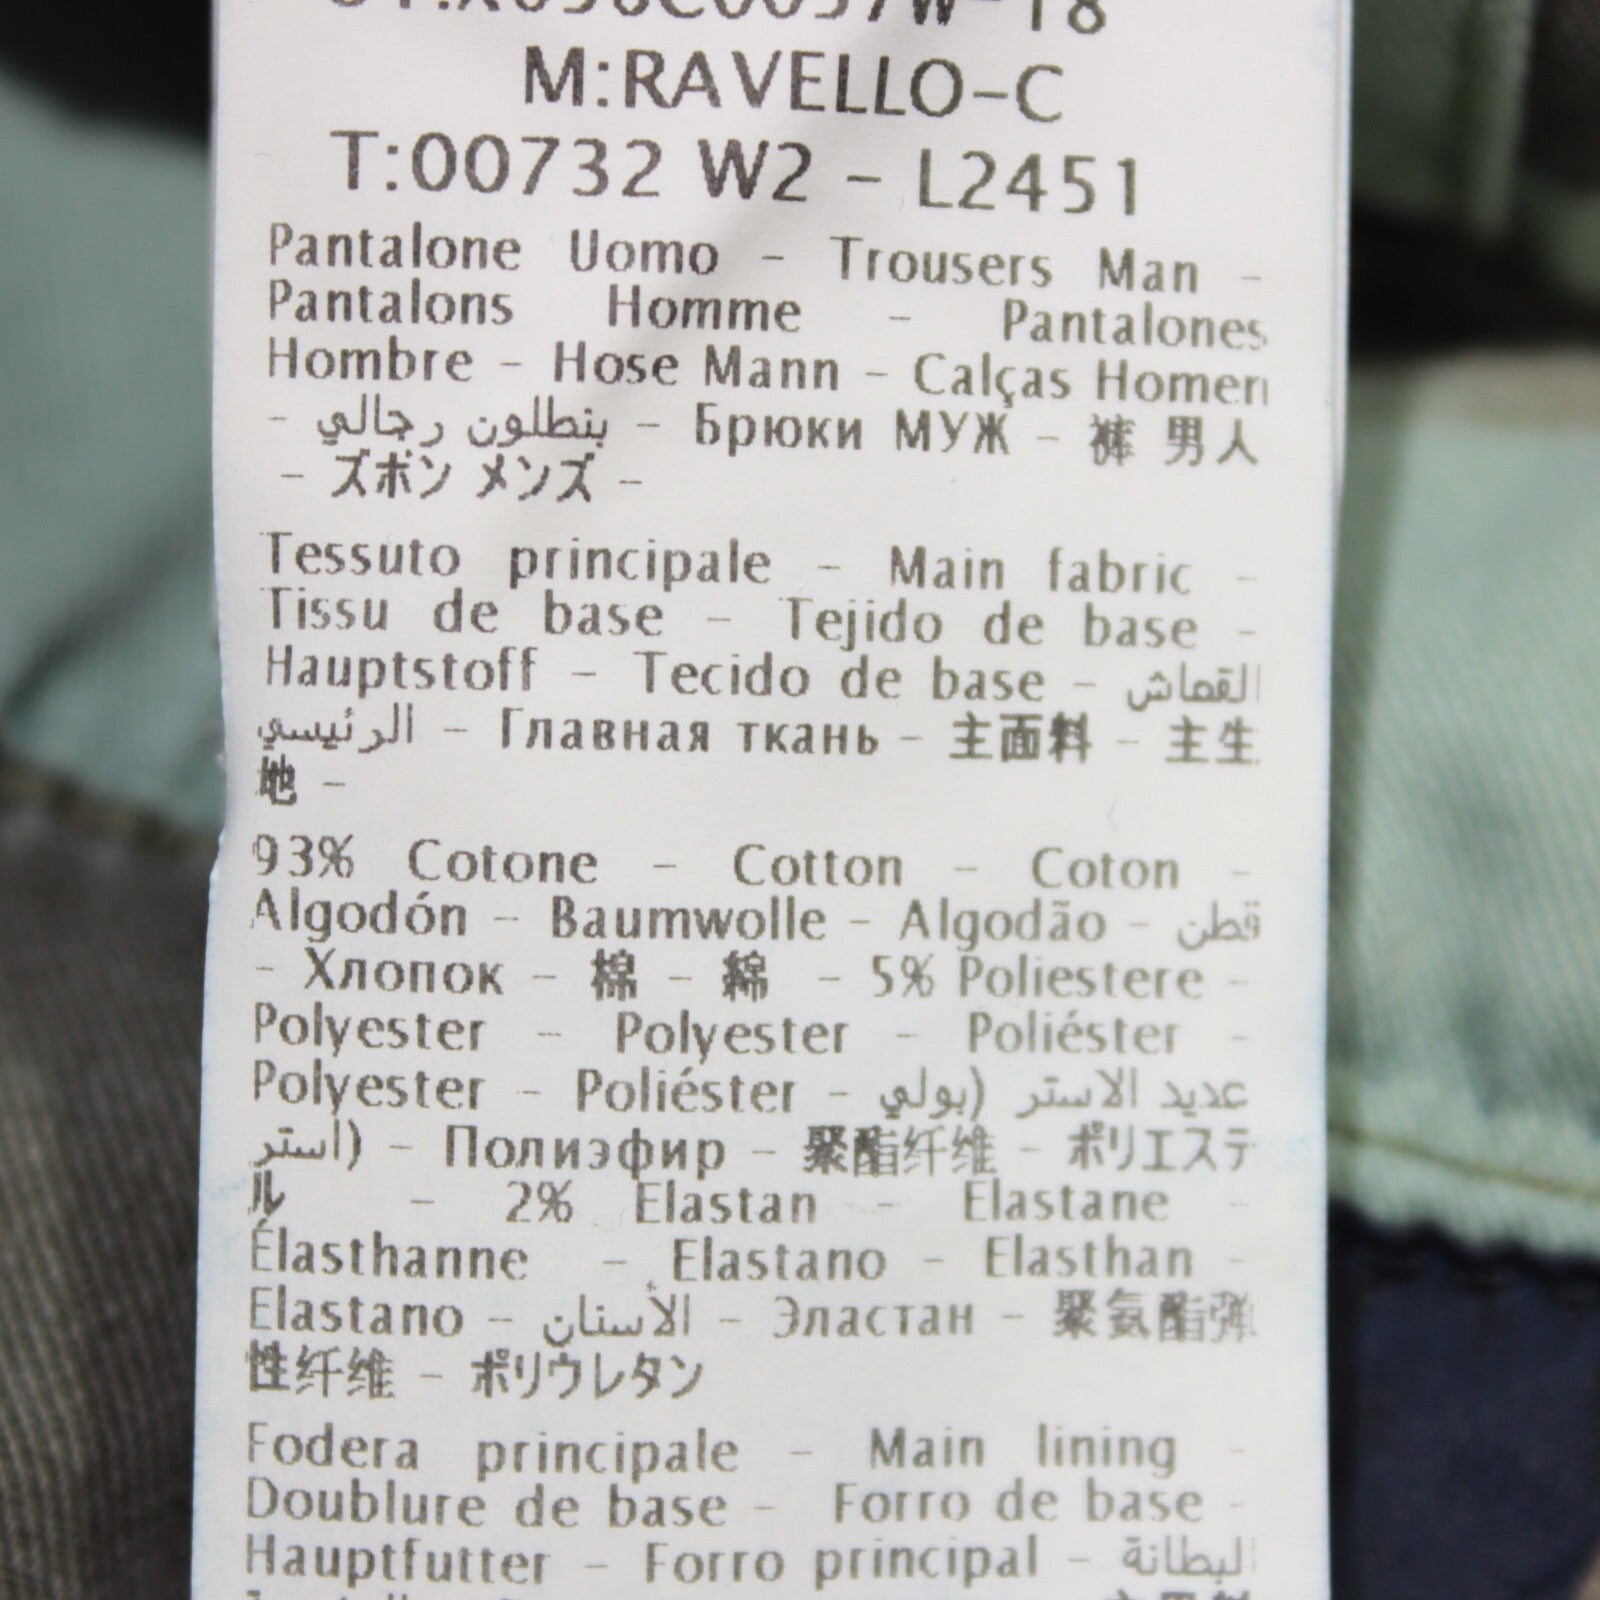 M:RAVELLO-C
T:00732 W2 - L2451
Pantalone Uomo - Trousers Man -
Pantalons Homme - Pantalones
Hombre - Hose Mann - Calças Homen
- بنطلون رجالي - Брюки МУЖ - 裤 男人
- ズボン メンズ -
Tessuto principale - Main fabric -
Tissu de base - Tejido de base -
Hauptstoff - Tecido de base - القماش
الرئيسي - Главная ткань - 主面料 - 主生
地 -
93% Cotone - Cotton - Coton -
Algodón - Baumwolle - Algodão - قطن
- Хлопок - 棉 - 綿 - 5% Poliestere -
Polyester - Polyester - Poliéster -
Polyester - Poliéster - عديد الاستر (بولي
استر) - Полиэфир - 聚酯纤维 - ポリエステ
ル - 2% Elastan - Elastane -
Élasthanne - Elastano - Elasthan -
Elastano - الأستان - Эластан - 聚氨酯弹
性纤维 - ポリウレタン
Fodera principale - Main lining -
Doublure de base - Forro de base -
Hauptfutter - Forro principal - البطانة